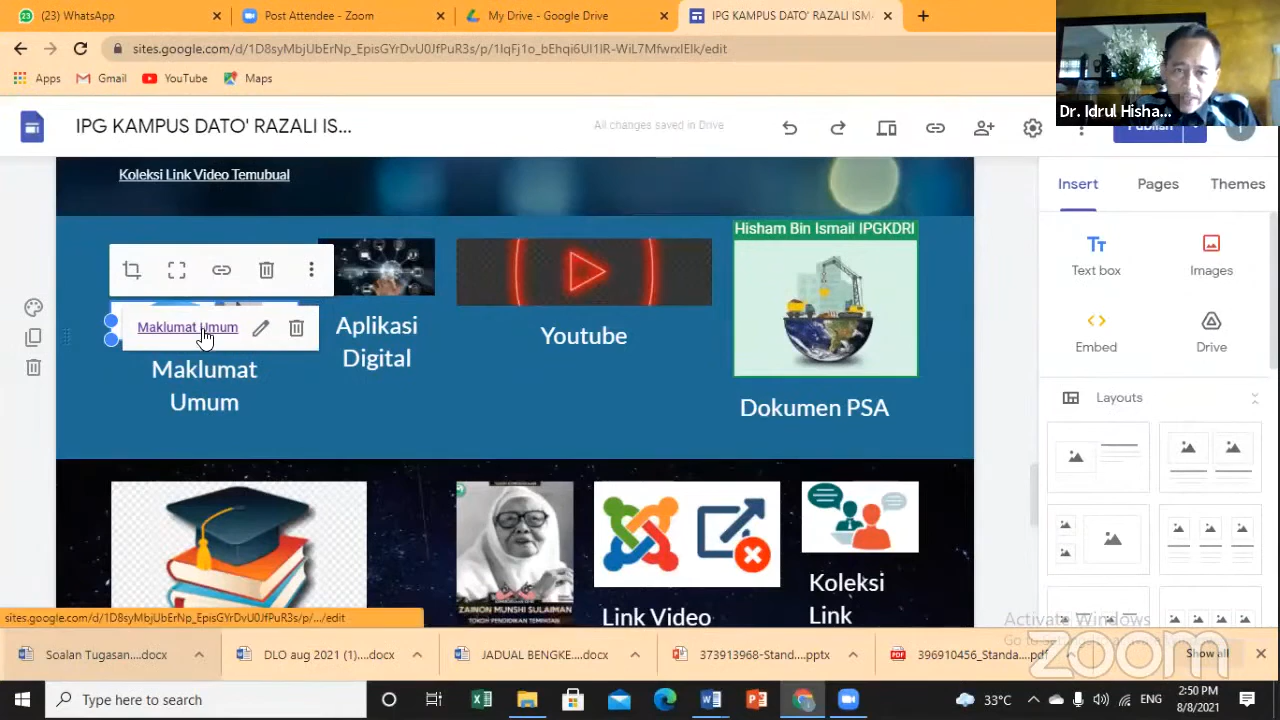 (23) WhatsApp
Post Attendee - Zoom
My Drive - Google Drive
IPG KAMPUS DATO' RAZALI ISMA
sites.google.com/d/1D8syMbjUbErNp_EpisGYrDvU0JfPuR3s/p/1IqFj1o_bEhqi6UI1IR-WiL7MfwrxIEIk/edit
Apps
Gmail
YouTube
Maps
Dr. Idrul Hisha...
IPG KAMPUS DATO' RAZALI IS...
All changes saved in Drive
Publish
Koleksi Link Video Temubual
Insert
Pages
Themes
Hisham Bin Ismail IPGKDRI
Text box
Images
Maklumat Umum
Aplikasi
Digital
Youtube
Embed
Drive
Maklumat
Umum
Dokumen PSA
Layouts
ZAINON MUNSHI SULAIMAN
TOKOH PENDIDIKAN TEMPATAN
Link Video
Koleksi
Link
sites.google.com/d/1D8syMbjUbErNp_EpisGYrDvU0JfPuR3s/p/.../edit
Activate Windows
zoom
Soalan Tugasan....docx
DLO aug 2021 (1)....docx
JADUAL BENGKE....docx
373913968-Stand....pptx
396910456_Standa....pdf
Show all
Type here to search
33°C
ENG
2:50 PM
8/8/2021